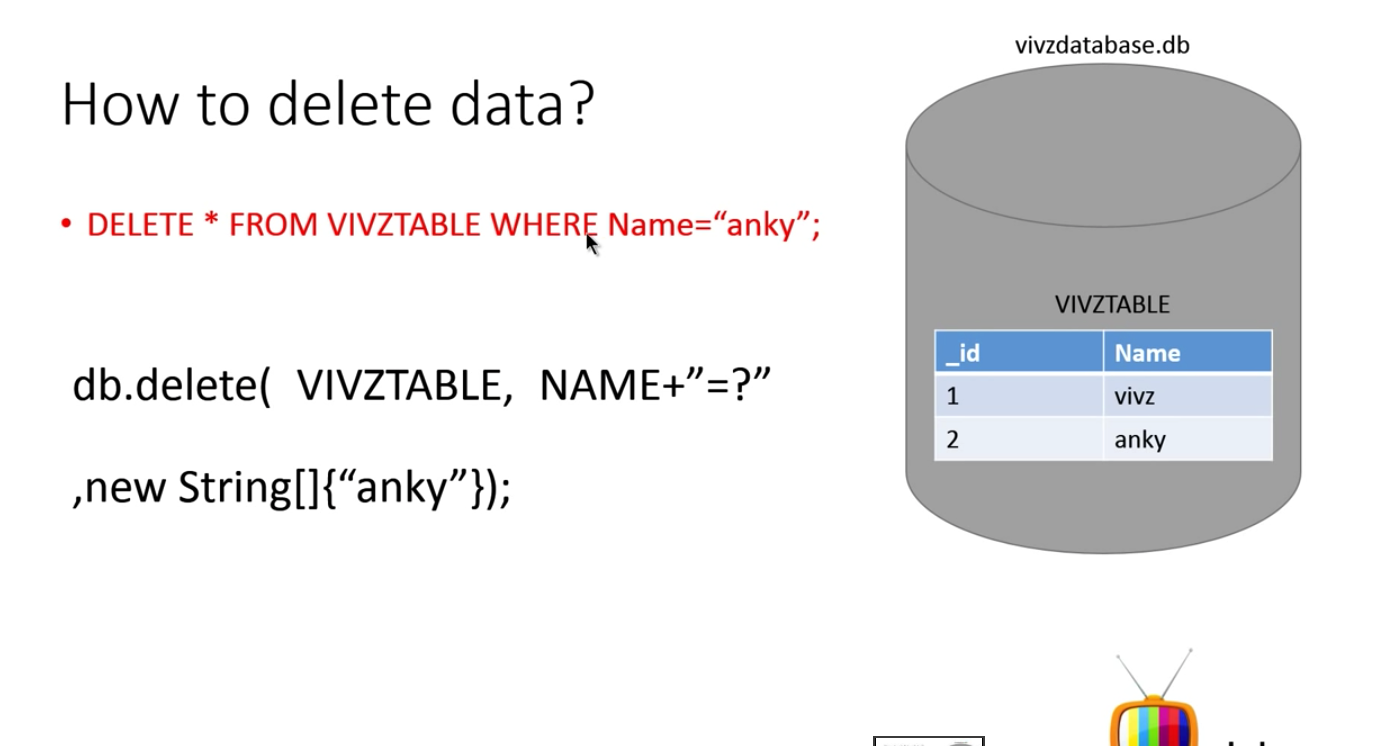 vivzdatabase.db
How to delete data?
• DELETE * FROM VIVZTABLE WHERE Name=“anky”;
VIVZTABLE
_id Name
1 vivz
2 anky
db.delete( VIVZTABLE, NAME+”=?”
,new String[]{“anky”});